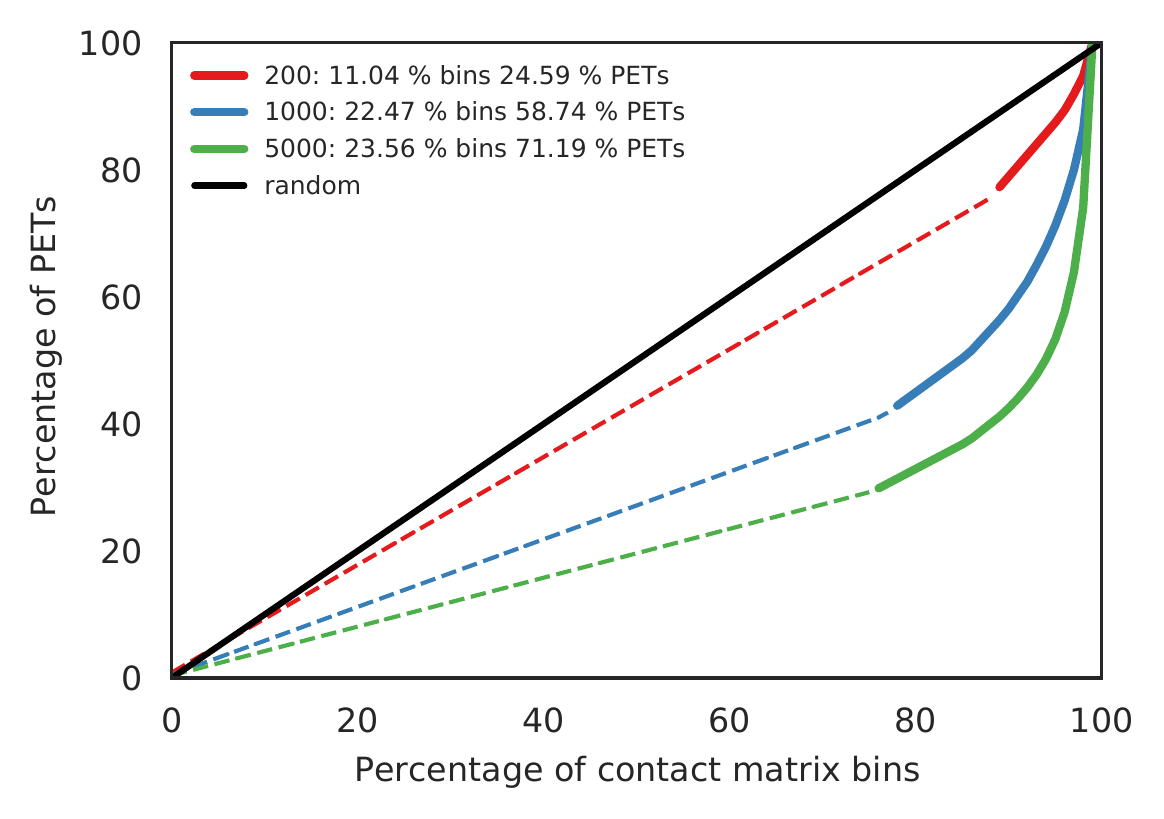 100
80
60
40
20
0
Percentage of PETs
200: 11.04 % bins 24.59 % PETs
1000: 22.47 % bins 58.74 % PETs
5000: 23.56 % bins 71.19 % PETs
random
0 20 40 60 80 100
Percentage of contact matrix bins